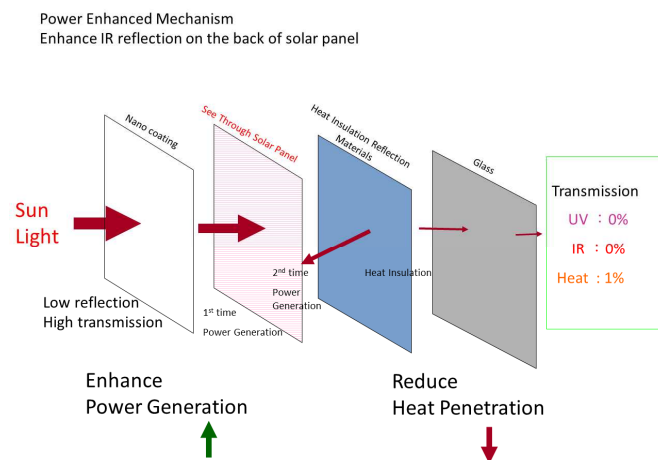 Power Enhanced Mechanism
Enhance IR reflection on the back of solar panel
Nano coating
See Through Solar Panel
Heat Insulation Reflection
Materials
Glass
Sun
Light
Transmission
UV : 0%
IR : 0%
Heat : 1%
2nd time
Power
Generation
Heat Insulation
Low reflection
High transmission
1st time
Power Generation
Enhance
Power Generation
Reduce
Heat Penetration